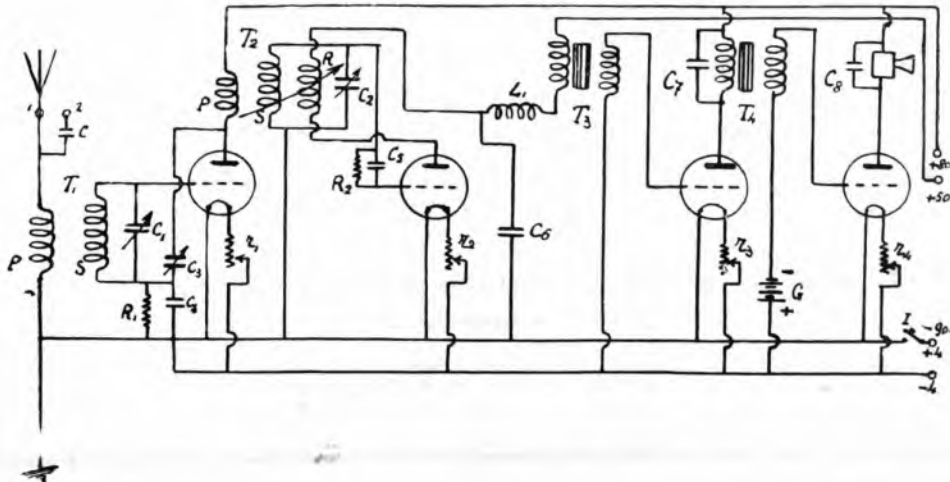 T2
T3
T4
R
C2
C7
C8
P
S
L1
1
2
C
+80
+50
T1
C5
R2
C1
C3
r1
r2
C6
r3
r4
P
S
R1
C4
-
G
+
I
-90
+4
-4